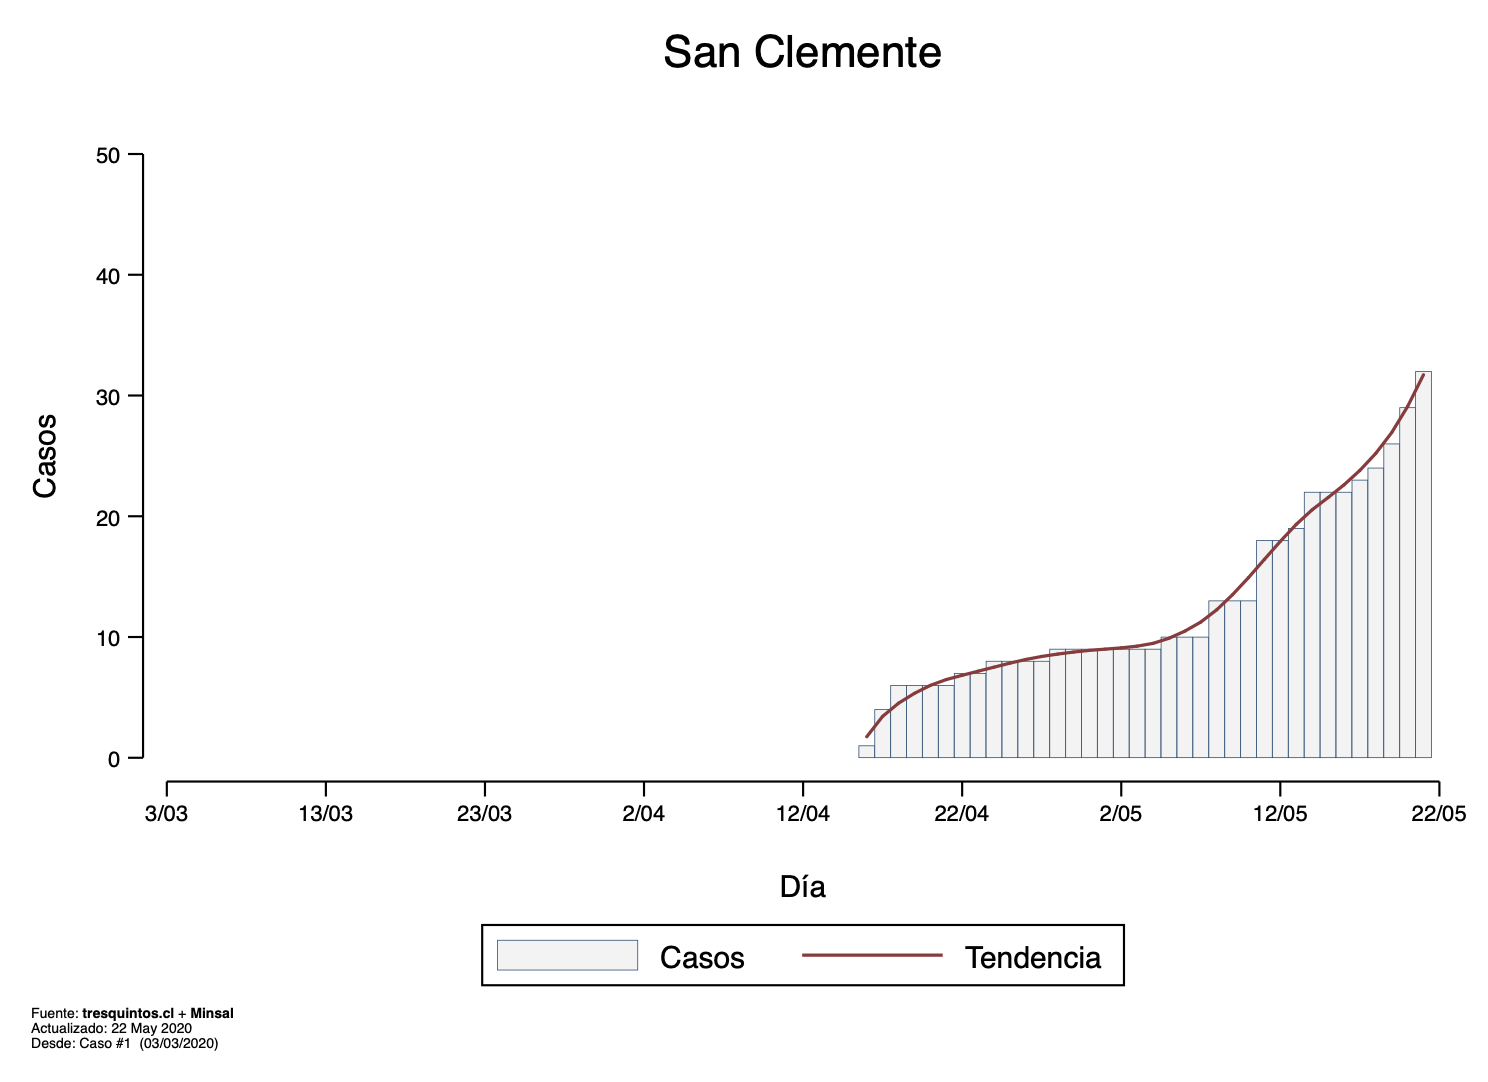 San Clemente
50
40
30
20
10
0
Casos
3/03 13/03 23/03 2/04 12/04 22/04 2/05 12/05 22/05
Día
Casos Tendencia
Fuente: tresquintos.cl + Minsal
Actualizado: 22 May 2020
Desde: Caso #1 (03/03/2020)